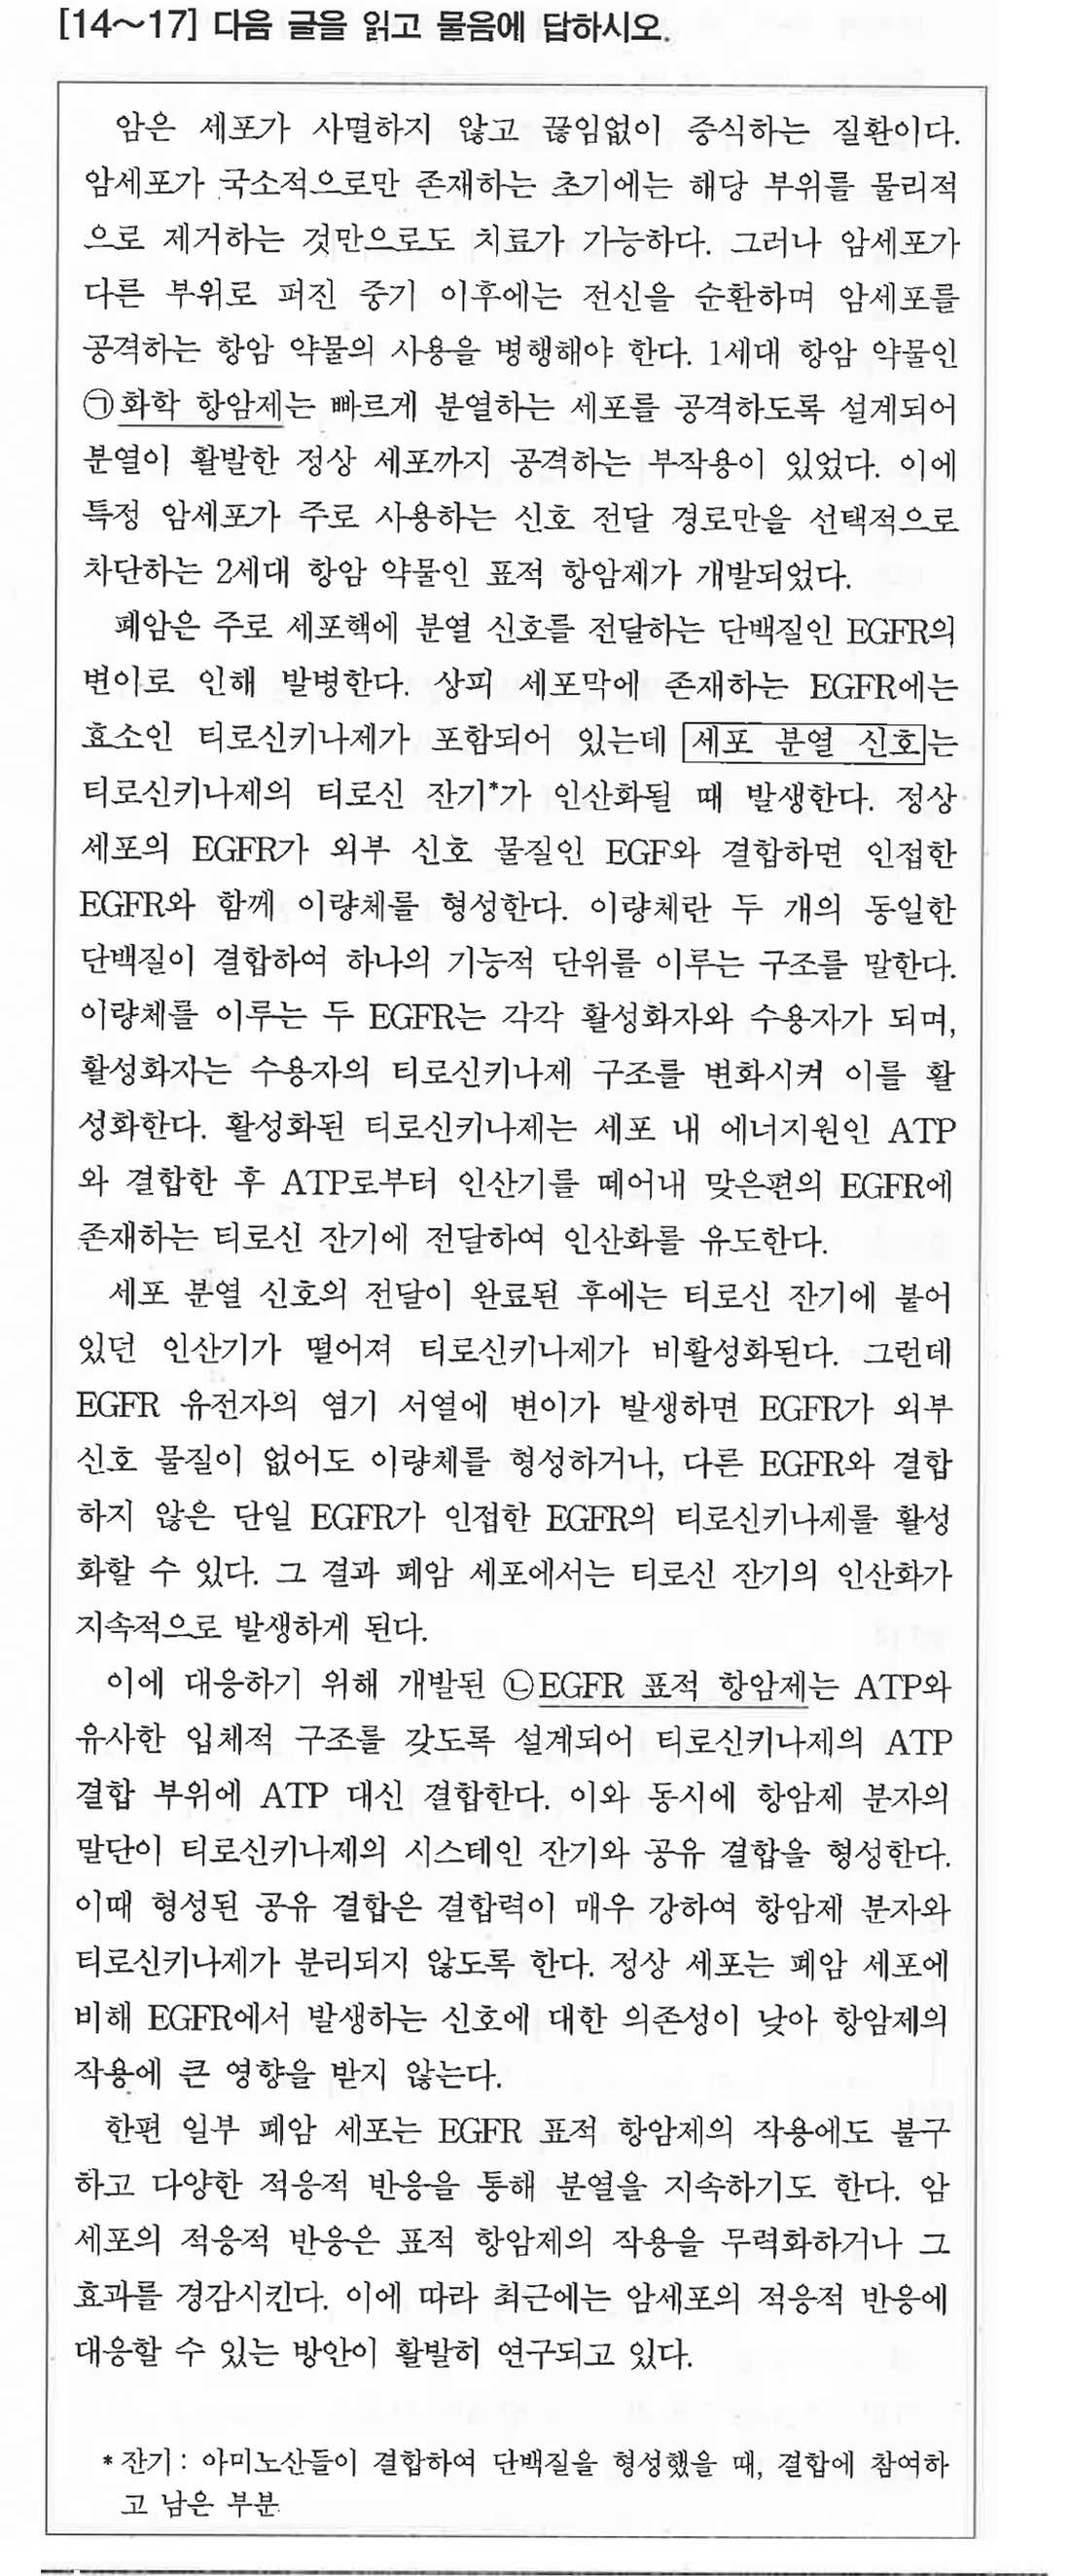 [14～17] 다음 글을 읽고 물음에 답하시오.
암은 세포가 사멸하지 않고 끊임없이 증식하는 질환이다.
암세포가 국소적으로만 존재하는 초기에는 해당 부위를 물리적
으로 제거하는 것만으로도 치료가 가능하다. 그러나 암세포가
다른 부위로 퍼진 중기 이후에는 전신을 순환하며 암세포를
공격하는 항암 약물의 사용을 병행해야 한다. 1세대 항암 약물인
㉠화학 항암제는 빠르게 분열하는 세포를 공격하도록 설계되어
분열이 활발한 정상 세포까지 공격하는 부작용이 있었다. 이에
특정 암세포가 주로 사용하는 신호 전달 경로만을 선택적으로
차단하는 2세대 항암 약물인 표적 항암제가 개발되었다.
폐암은 주로 세포핵에 분열 신호를 전달하는 단백질인 EGFR의
변이로 인해 발병한다. 상피 세포막에 존재하는 EGFR에는
효소인 티로신키나제가 포함되어 있는데 세포 분열 신호는
티로신키나제의 티로신 잔기*가 인산화될 때 발생한다. 정상
세포의 EGFR가 외부 신호 물질인 EGF와 결합하면 인접한
EGFR와 함께 이량체를 형성한다. 이량체란 두 개의 동일한
단백질이 결합하여 하나의 기능적 단위를 이루는 구조를 말한다.
이량체를 이루는 두 EGFR는 각각 활성화자와 수용자가 되며,
활성화자는 수용자의 티로신키나제 구조를 변화시켜 이를 활
성화한다. 활성화된 티로신키나제는 세포 내 에너지원인 ATP
와 결합한 후 ATP로부터 인산기를 떼어내 맞은편의 EGFR에
존재하는 티로신 잔기에 전달하여 인산화를 유도한다.
세포 분열 신호의 전달이 완료된 후에는 티로신 잔기에 붙어
있던 인산기가 떨어져 티로신키나제가 비활성화된다. 그런데
EGFR 유전자의 염기 서열에 변이가 발생하면 EGFR가 외부
신호 물질이 없어도 이량체를 형성하거나, 다른 EGFR와 결합
하지 않은 단일 EGFR가 인접한 EGFR의 티로신키나제를 활성
화할 수 있다. 그 결과 폐암 세포에서는 티로신 잔기의 인산화가
지속적으로 발생하게 된다.
이에 대응하기 위해 개발된 ㉡EGFR 표적 항암제는 ATP와
유사한 입체적 구조를 갖도록 설계되어 티로신키나제의 ATP
결합 부위에 ATP 대신 결합한다. 이와 동시에 항암제 분자의
말단이 티로신키나제의 시스테인 잔기와 공유 결합을 형성한다.
이때 형성된 공유 결합은 결합력이 매우 강하여 항암제 분자와
티로신키나제가 분리되지 않도록 한다. 정상 세포는 폐암 세포에
비해 EGFR에서 발생하는 신호에 대한 의존성이 낮아 항암제의
작용에 큰 영향을 받지 않는다.
한편 일부 폐암 세포는 EGFR 표적 항암제의 작용에도 불구
하고 다양한 적응적 반응을 통해 분열을 지속하기도 한다. 암
세포의 적응적 반응은 표적 항암제의 작용을 무력화하거나 그
효과를 경감시킨다. 이에 따라 최근에는 암세포의 적응적 반응에
대응할 수 있는 방안이 활발히 연구되고 있다.
* 잔기 : 아미노산들이 결합하여 단백질을 형성했을 때, 결합에 참여하
고 남은 부분